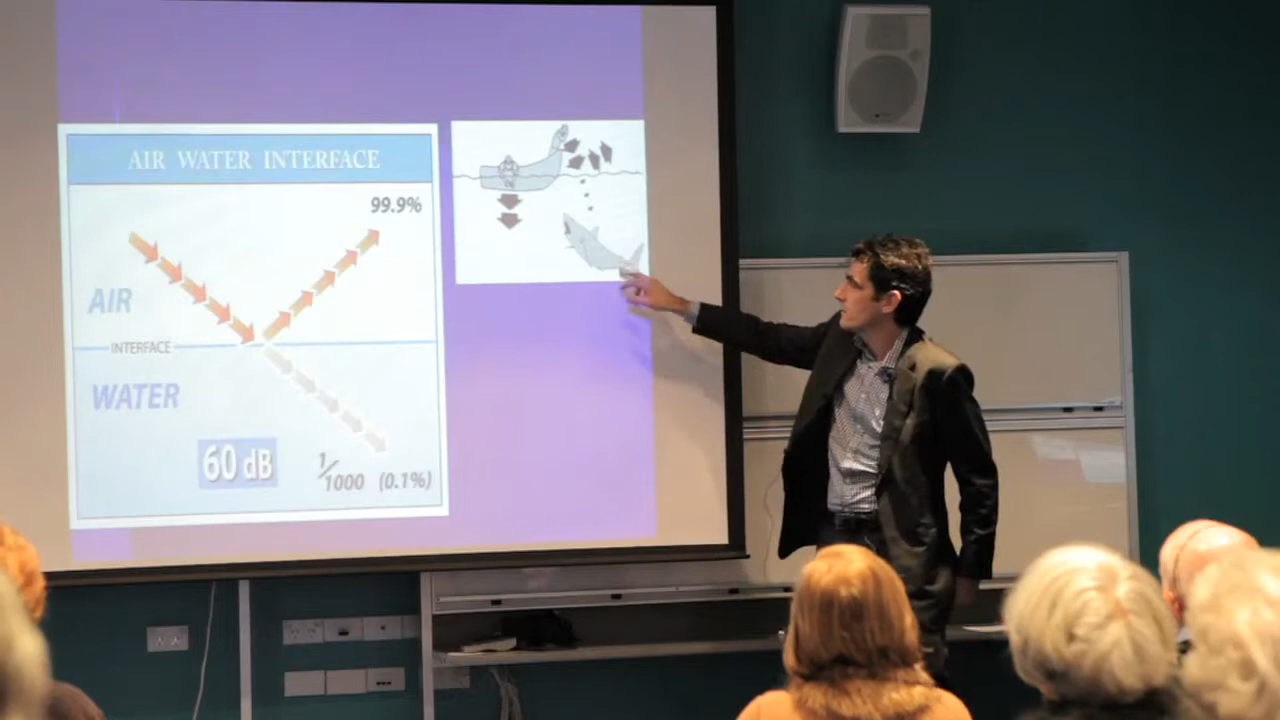 AIR WATER INTERFACE
99.9%
AIR
INTERFACE
WATER
60 dB
1/1000 (0.1%)